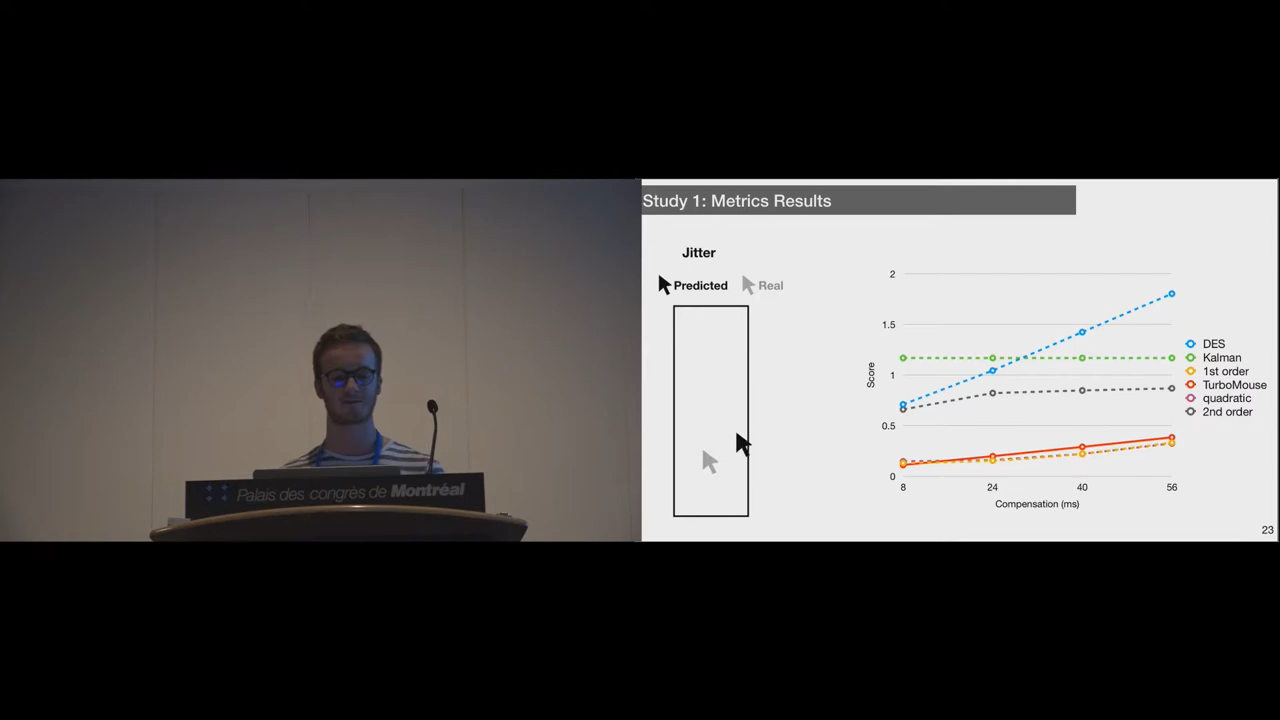 Palais des congrès de Montréal
Study 1: Metrics Results
Jitter
Predicted
Real
2
1.5
1
0.5
0
Score
8
24
40
56
Compensation (ms)
DES
Kalman
1st order
TurboMouse
quadratic
2nd order
23